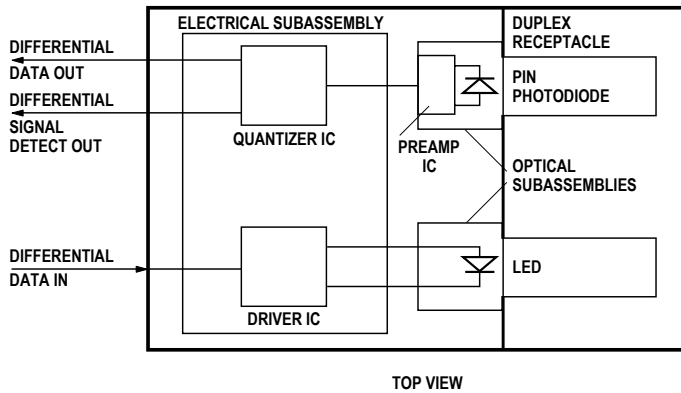 ELECTRICAL SUBASSEMBLY
DUPLEX
RECEPTACLE
DIFFERENTIAL
DATA OUT
DIFFERENTIAL
SIGNAL
DETECT OUT
QUANTIZER IC
PREAMP
IC
PIN
PHOTODIODE
OPTICAL
SUBASSEMBLIES
DIFFERENTIAL
DATA IN
DRIVER IC
LED
TOP VIEW